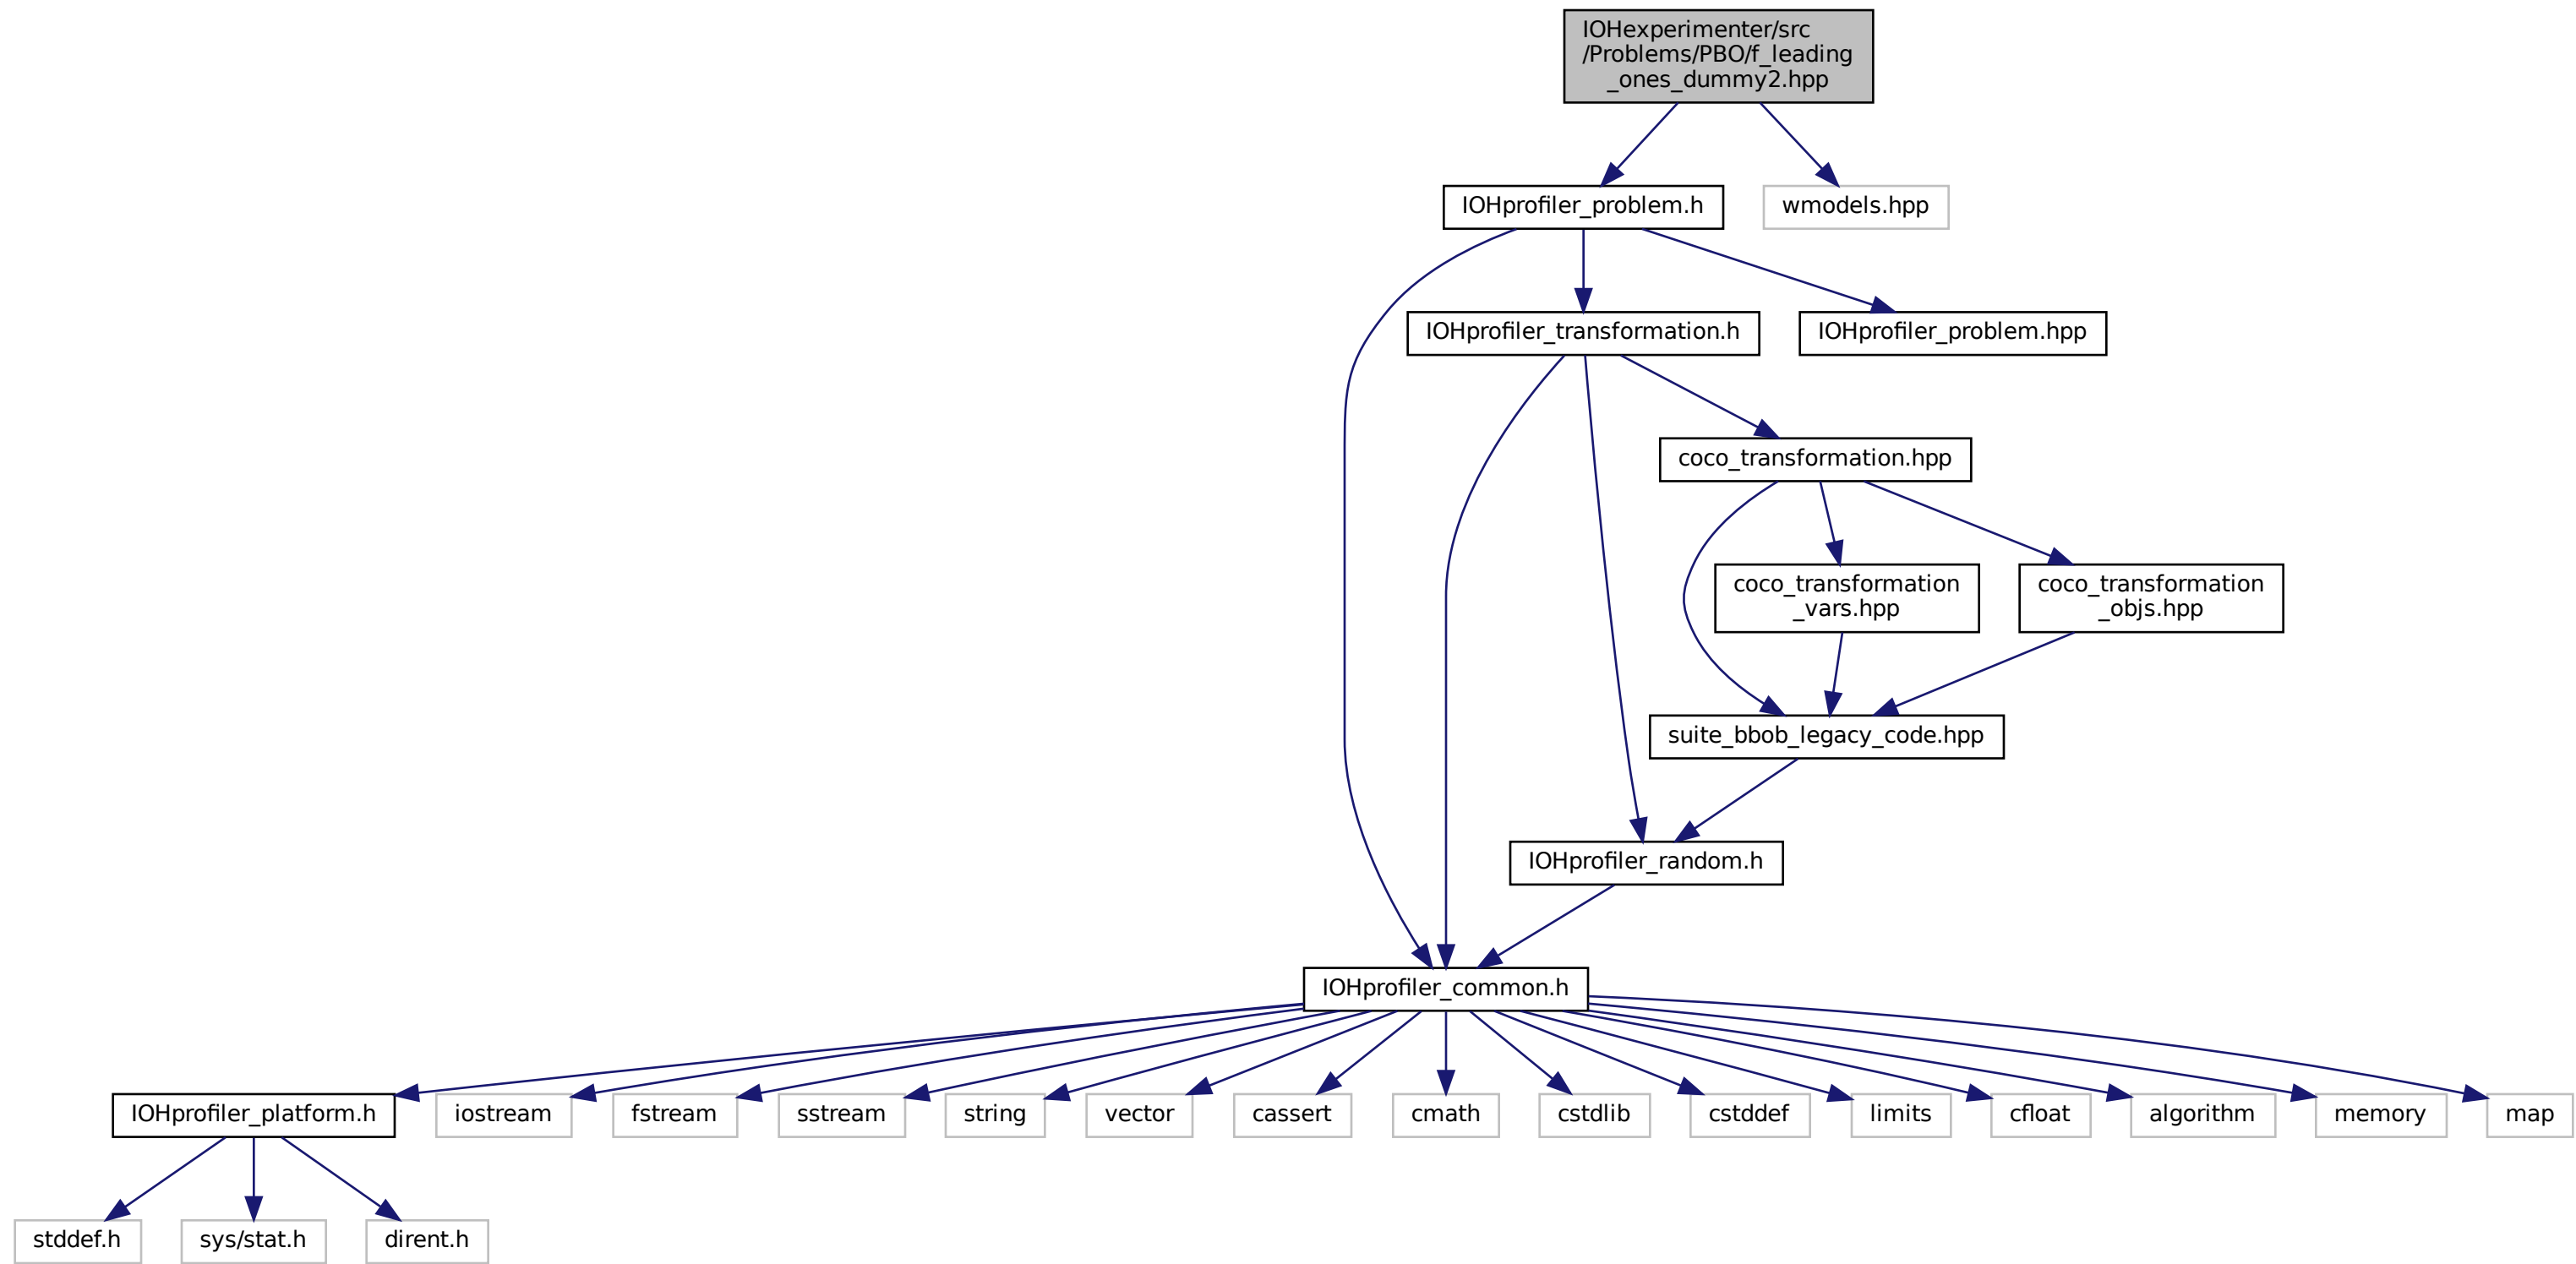 IOHexperimenter/src
/Problems/PBO/f_leading
_ones_dummy2.hpp
IOHprofiler_problem.h
wmodels.hpp
IOHprofiler_transformation.h
IOHprofiler_problem.hpp
coco_transformation.hpp
coco_transformation
_vars.hpp
coco_transformation
_objs.hpp
suite_bbob_legacy_code.hpp
IOHprofiler_random.h
IOHprofiler_common.h
IOHprofiler_platform.h
iostream
fstream
sstream
string
vector
cassert
cmath
cstdlib
cstddef
limits
cfloat
algorithm
memory
map
stddef.h
sys/stat.h
dirent.h